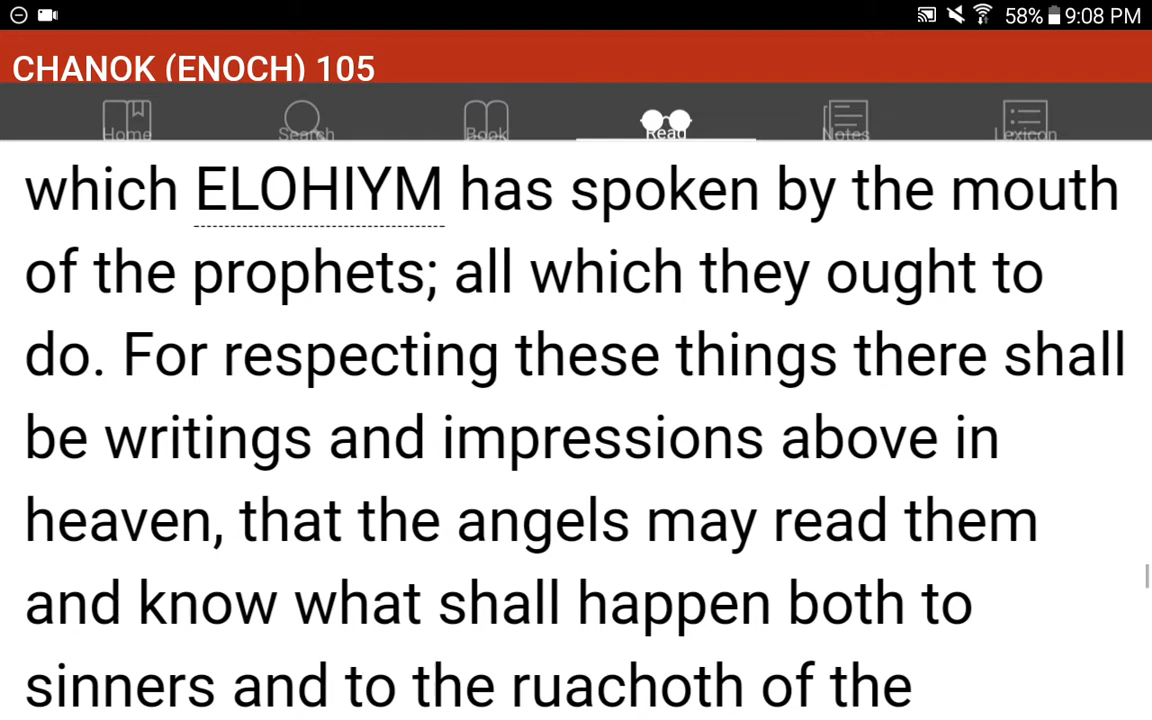 58% 9:08 PM
CHANOK (ENOCH) 105
Home Search Book Read Notes Lexicon
which ELOHIYM has spoken by the mouth
of the prophets; all which they ought to
do. For respecting these things there shall
be writings and impressions above in
heaven, that the angels may read them
and know what shall happen both to
sinners and to the ruachoth of the